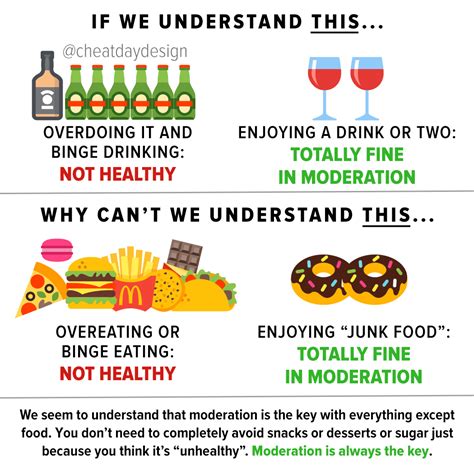 IF WE UNDERSTAND THIS...
@cheatdaydesign
OVERDOING IT AND
BINGE DRINKING:
NOT HEALTHY
ENJOYING A DRINK OR TWO:
TOTALLY FINE
IN MODERATION
WHY CAN'T WE UNDERSTAND THIS...
OVEREATING OR
BINGE EATING:
NOT HEALTHY
ENJOYING “JUNK FOOD”:
TOTALLY FINE
IN MODERATION
We seem to understand that moderation is the key with everything except
food. You don't need to completely avoid snacks or desserts or sugar just
because you think it's “unhealthy”. Moderation is always the key.